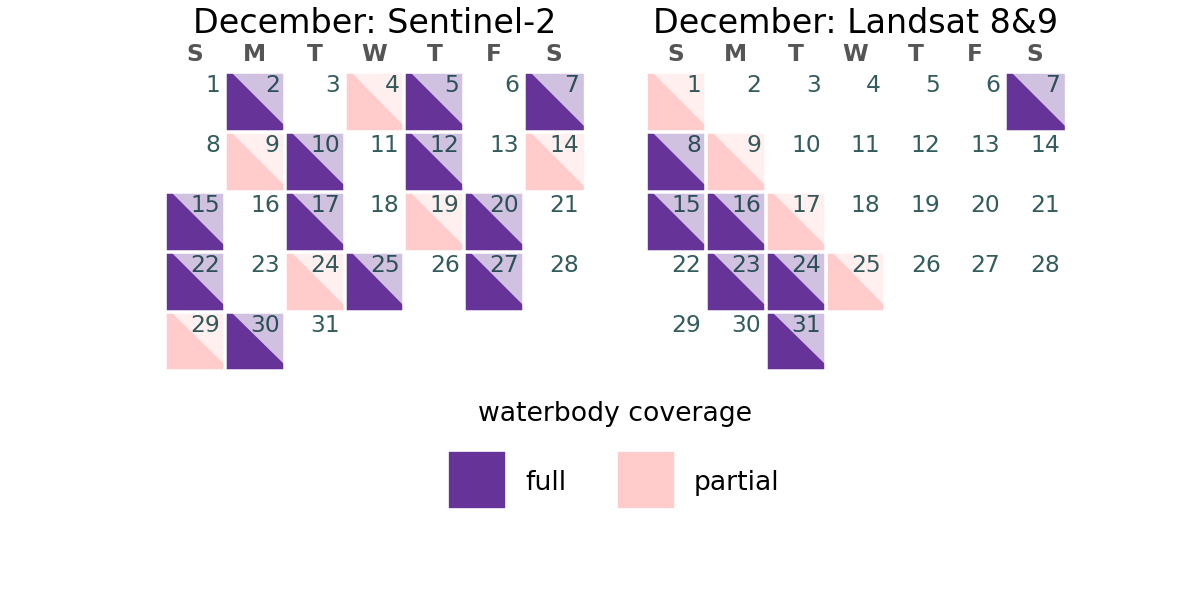 December: Sentinel-2
S M T W T F S
1 2 3 4 5 6 7
8 9 10 11 12 13 14
15 16 17 18 19 20 21
22 23 24 25 26 27 28
29 30 31
December: Landsat 8&9
S M T W T F S
1 2 3 4 5 6 7
8 9 10 11 12 13 14
15 16 17 18 19 20 21
22 23 24 25 26 27 28
29 30 31
waterbody coverage
full partial